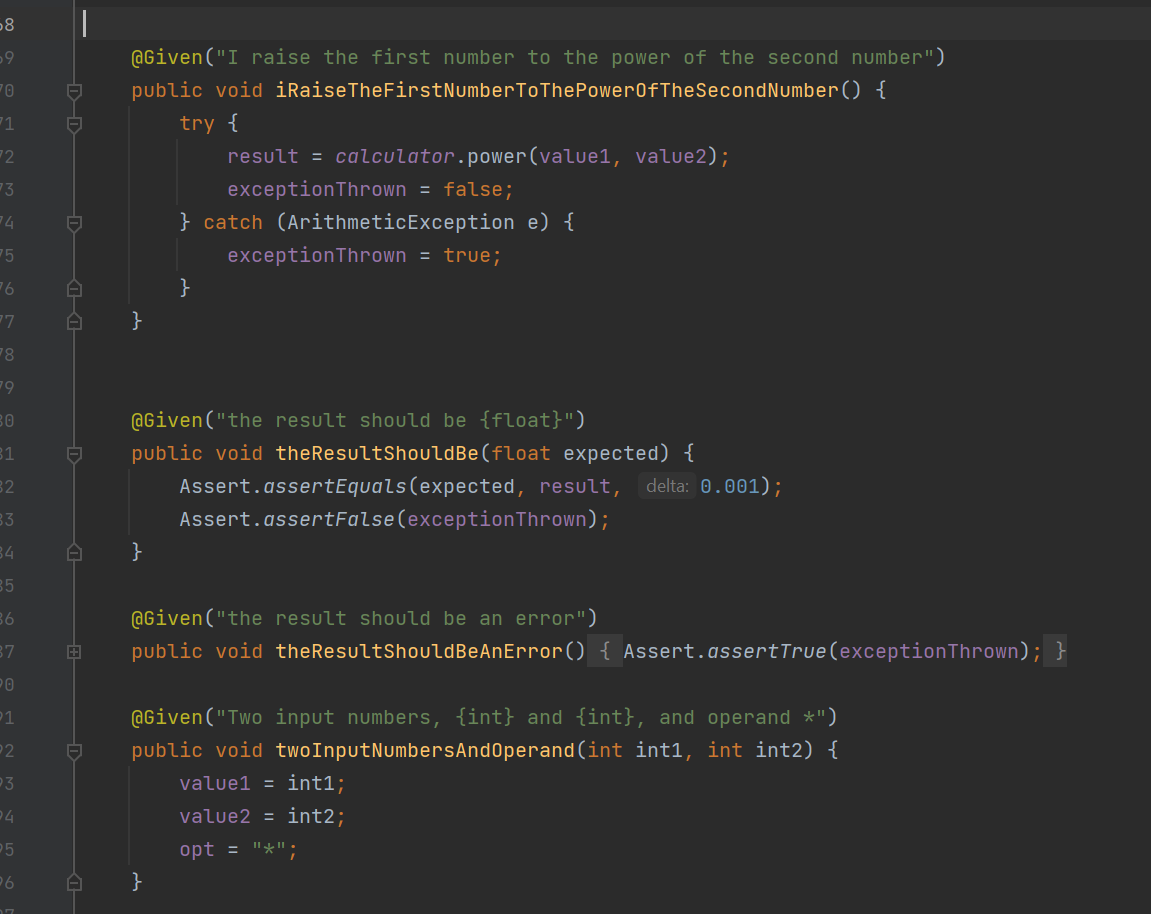 68
69 @Given("I raise the first number to the power of the second number")
70 public void iRaiseTheFirstNumberToThePowerOfTheSecondNumber() {
71 try {
72 result = calculator.power(value1, value2);
73 exceptionThrown = false;
74 } catch (ArithmeticException e) {
75 exceptionThrown = true;
76 }
77 }
78
79
80 @Given("the result should be {float}")
81 public void theResultShouldBe(float expected) {
82 Assert.assertEquals(expected, result, delta: 0.001);
83 Assert.assertFalse(exceptionThrown);
84 }
85
86 @Given("the result should be an error")
87 public void theResultShouldBeAnError() { Assert.assertTrue(exceptionThrown); }
90
91 @Given("Two input numbers, {int} and {int}, and operand *")
92 public void twoInputNumbersAndOperand(int int1, int int2) {
93 value1 = int1;
94 value2 = int2;
95 opt = "*";
96 }